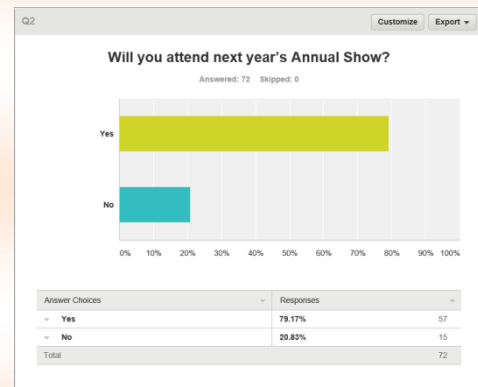 Q2 Customize Export
Will you attend next year's Annual Show?
Answered: 72 Skipped: 0
Yes
No
0% 10% 20% 30% 40% 50% 60% 70% 80% 90% 100%
Answer Choices Responses
Yes 79.17% 57
No 20.83% 15
Total 72